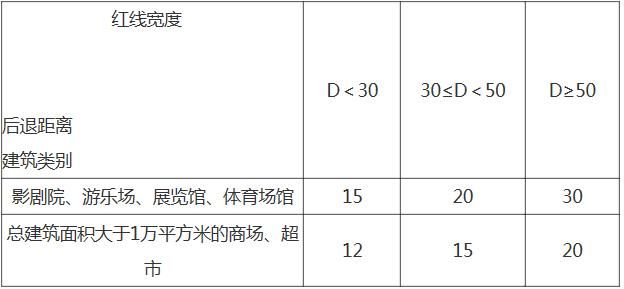 红线宽度
后退距离
建筑类别
D＜30
30≤D＜50
D≥50
影剧院、游乐场、展览馆、体育场馆
15
20
30
总建筑面积大于1万平方米的商场、超
市
12
15
20